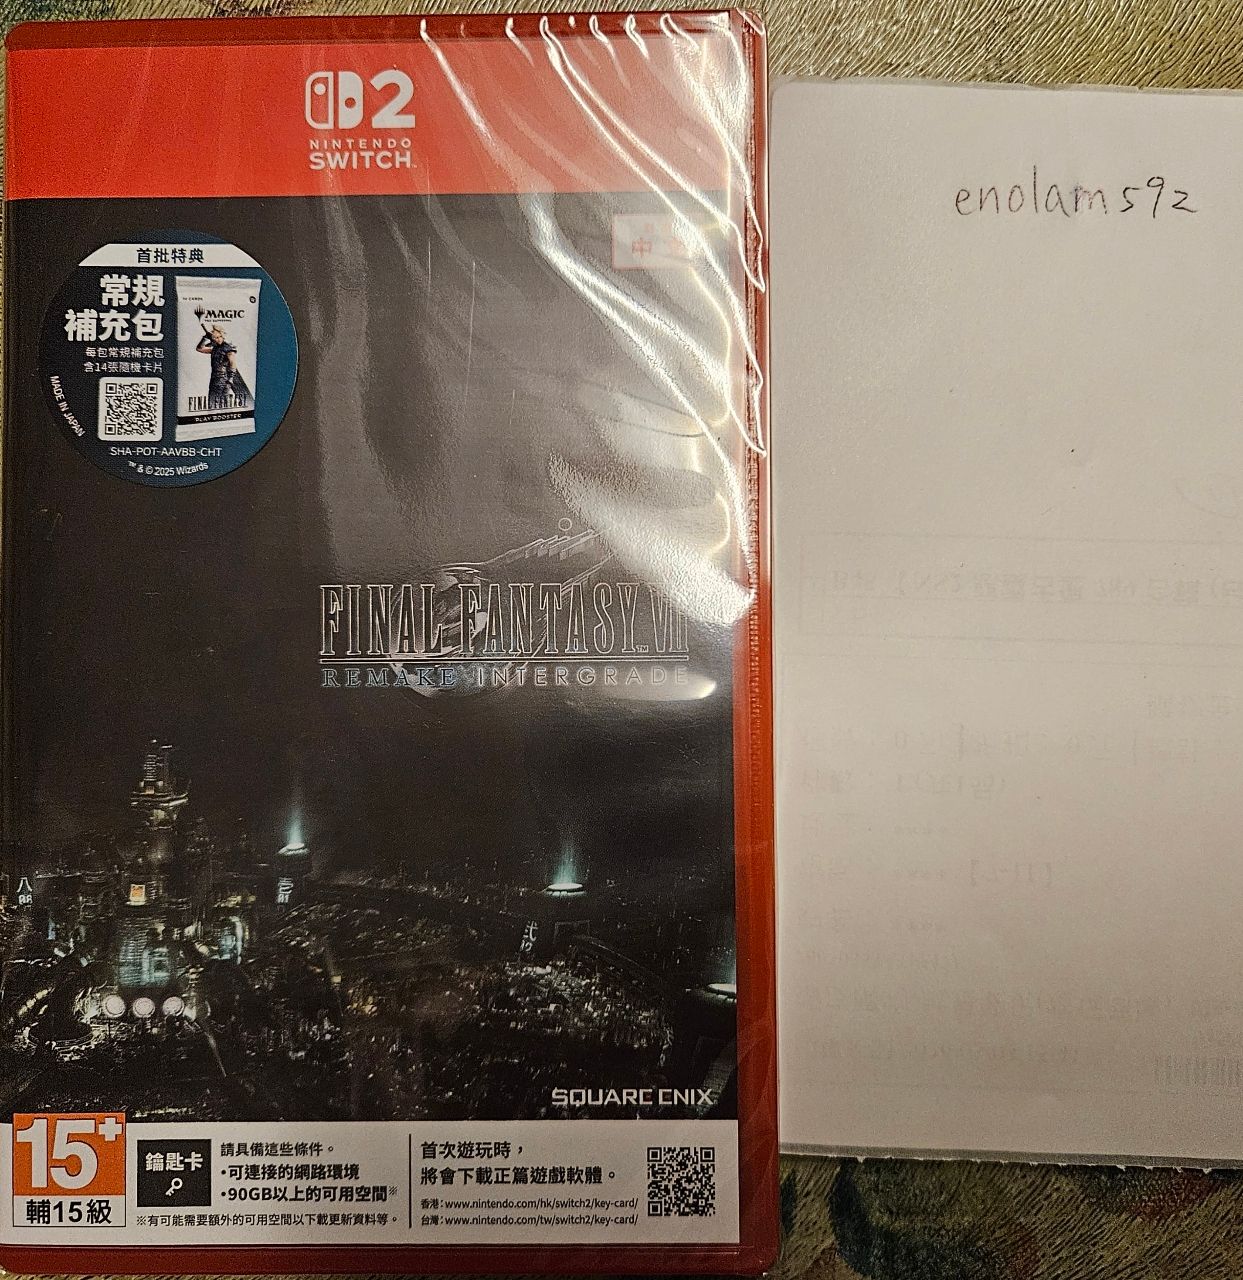 2
NINTENDO
SWITCH™
中文
首批特典
常規
補充包
每包常規補充包
含14張隨機卡片
MAGIC
FINAL FANTASY
PLAY BOOSTER
MADE IN JAPAN
SHA-POT-AAVBB-CHT
™ & © 2025 Wizards
FINAL FANTASY™ VII
REMAKE INTERGRADE
八
壱
弐
SQUARE ENIX
15+
輔15級
鑰匙卡
請具備這些條件。
・可連接的網路環境
・90GB以上的可用空間※
※有可能需要額外的可用空間以下載更新資料等。
首次遊玩時，
將會下載正篇遊戲軟體。
香港：www.nintendo.com/hk/switch2/key-card/
台灣：www.nintendo.com/tw/switch2/key-card/
enolam592